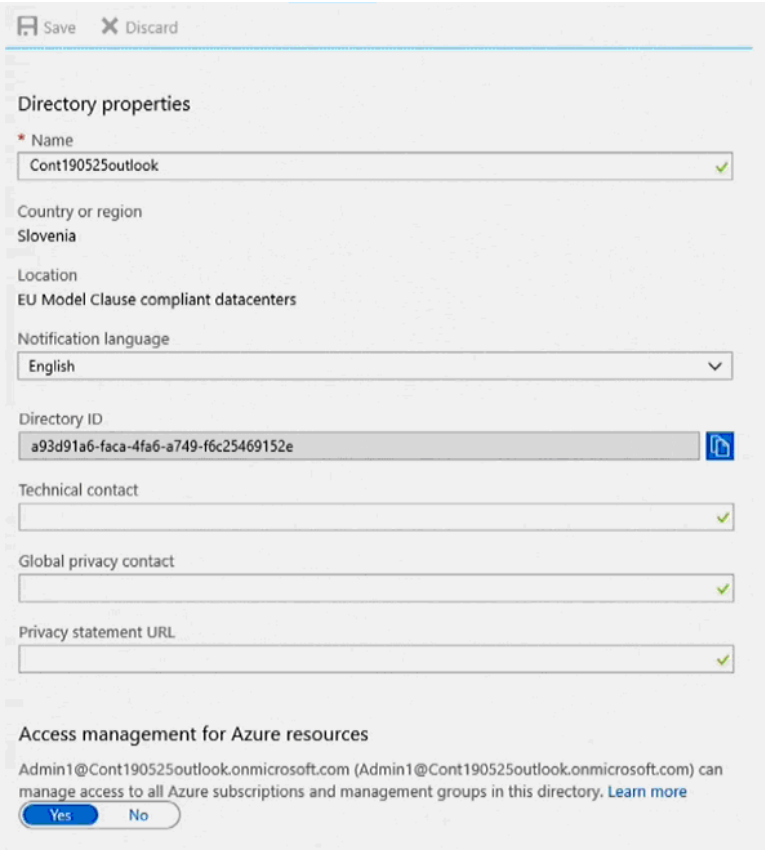 Save Discard
Directory properties
* Name
Cont190525outlook
Country or region
Slovenia
Location
EU Model Clause compliant datacenters
Notification language
English
Directory ID
a93d91a6-faca-4fa6-a749-f6c25469152e
Technical contact
Global privacy contact
Privacy statement URL
Access management for Azure resources
Admin1@Cont190525outlook.onmicrosoft.com (Admin1@Cont190525outlook.onmicrosoft.com) can
manage access to all Azure subscriptions and management groups in this directory. Learn more
Yes No